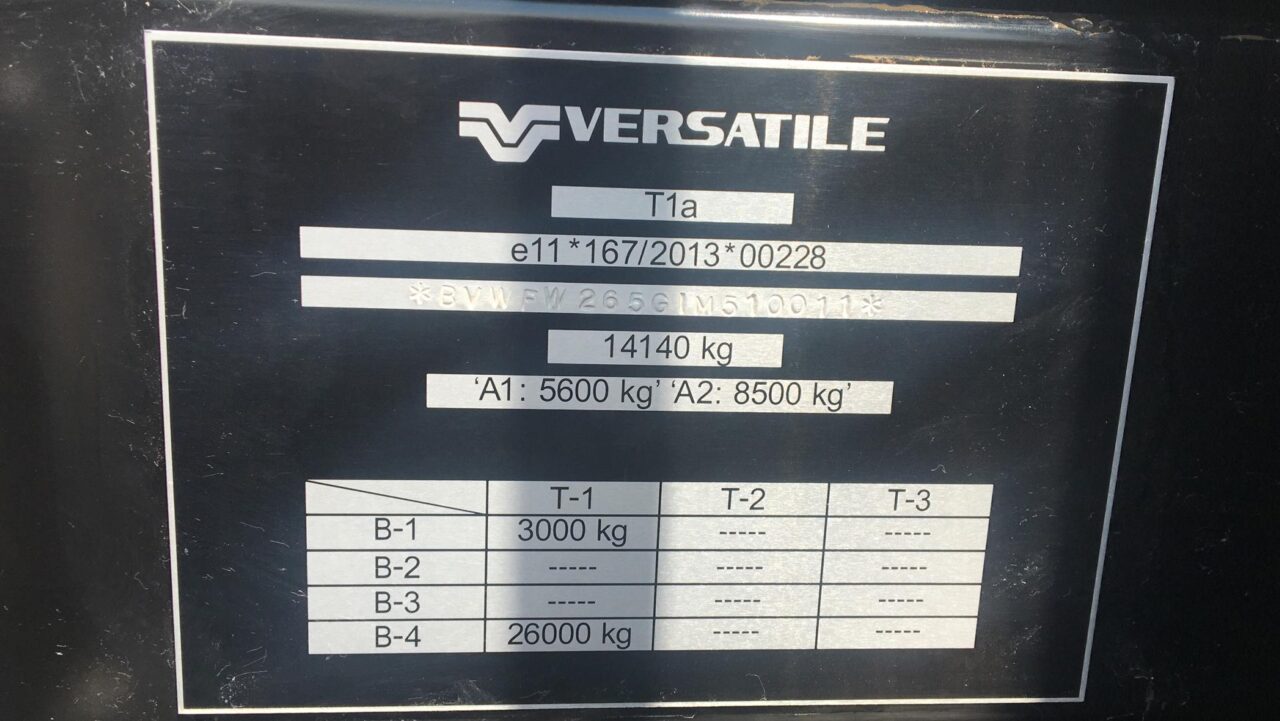 VERSATILE
T1a
e11*167/2013*00228
*BVWFW265G1M510011*
14140 kg
‘A1: 5600 kg’ ‘A2: 8500 kg’
T-1 T-2 T-3
B-1 3000 kg ----- -----
B-2 ----- ----- -----
B-3 ----- ----- -----
B-4 26000 kg ----- -----